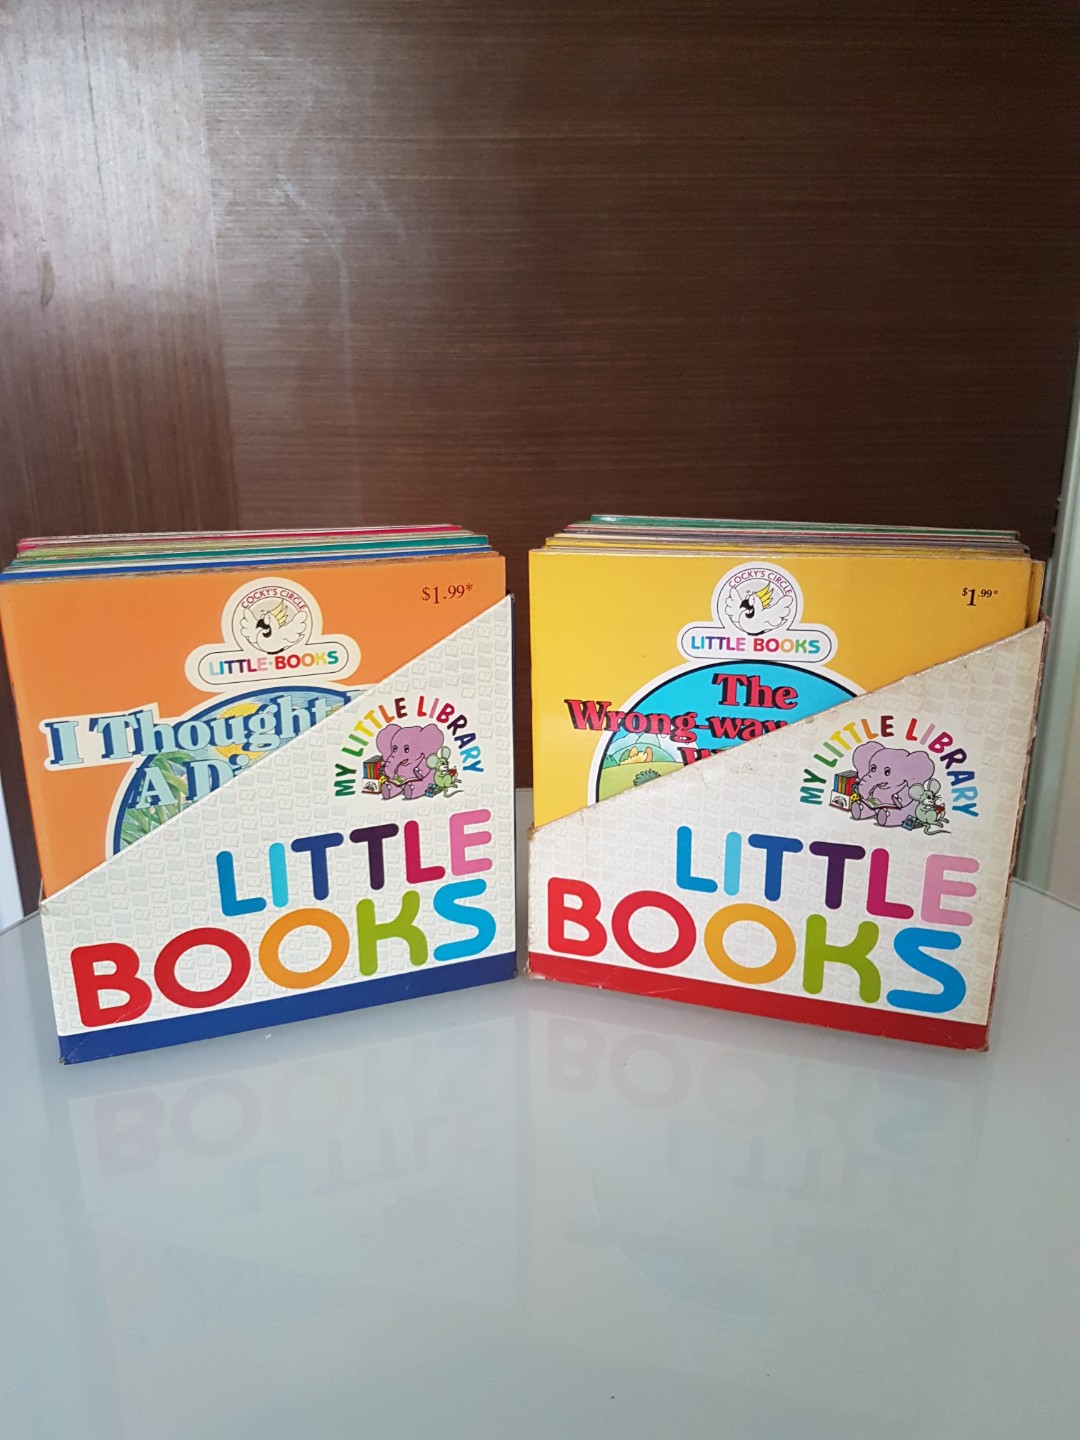 COCKY'S CIRCLE
LITTLE BOOKS
$1.99*
I Thought
A Di
MY LITTLE LIBRARY
LITTLE
BOOKS
COCKY'S CIRCLE
LITTLE BOOKS
$1.99*
The
Wrong-way
MY LITTLE LIBRARY
LITTLE
BOOKS